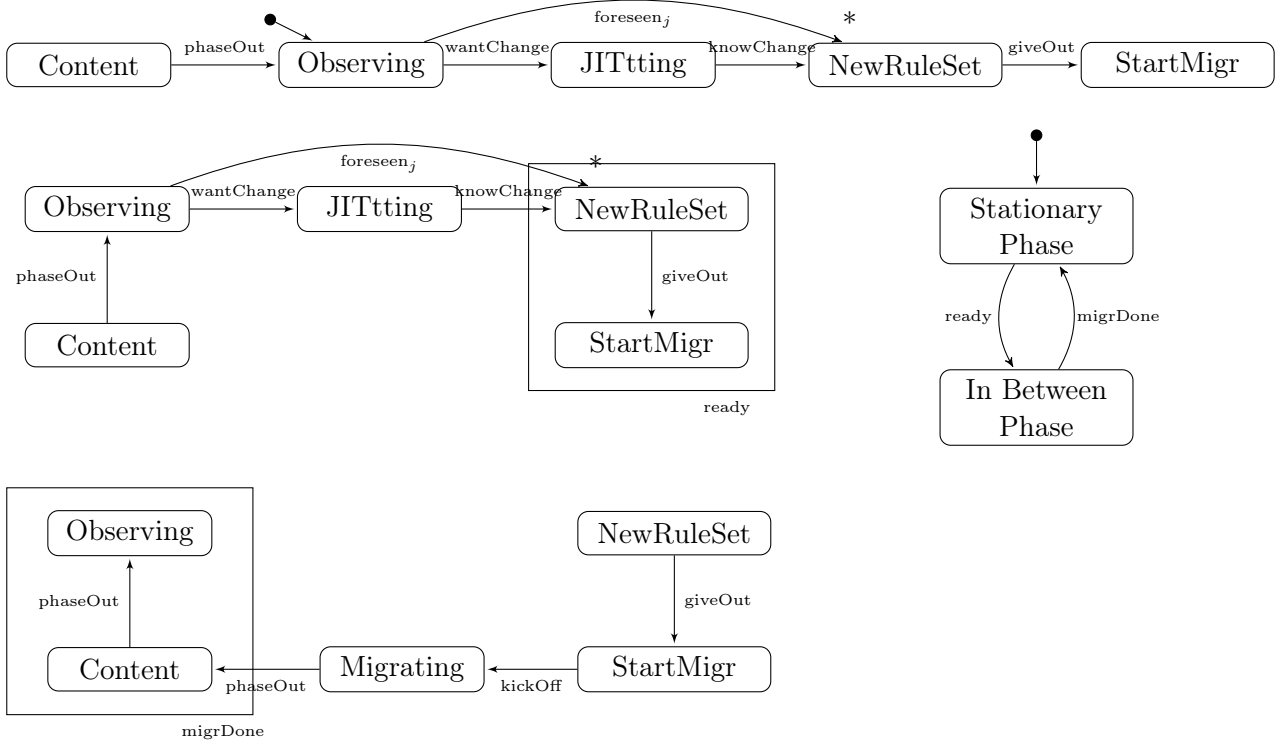 foreseen_j
*
Content
phaseOut
Observing
wantChange
JITtting
knowChange
NewRuleSet
giveOut
StartMigr
foreseen_j
*
Observing
wantChange
JITtting
knowChange
NewRuleSet
phaseOut
giveOut
Content
StartMigr
ready
Stationary
Phase
ready
migrDone
In Between
Phase
Observing
NewRuleSet
phaseOut
giveOut
Content
phaseOut
Migrating
kickOff
StartMigr
migrDone